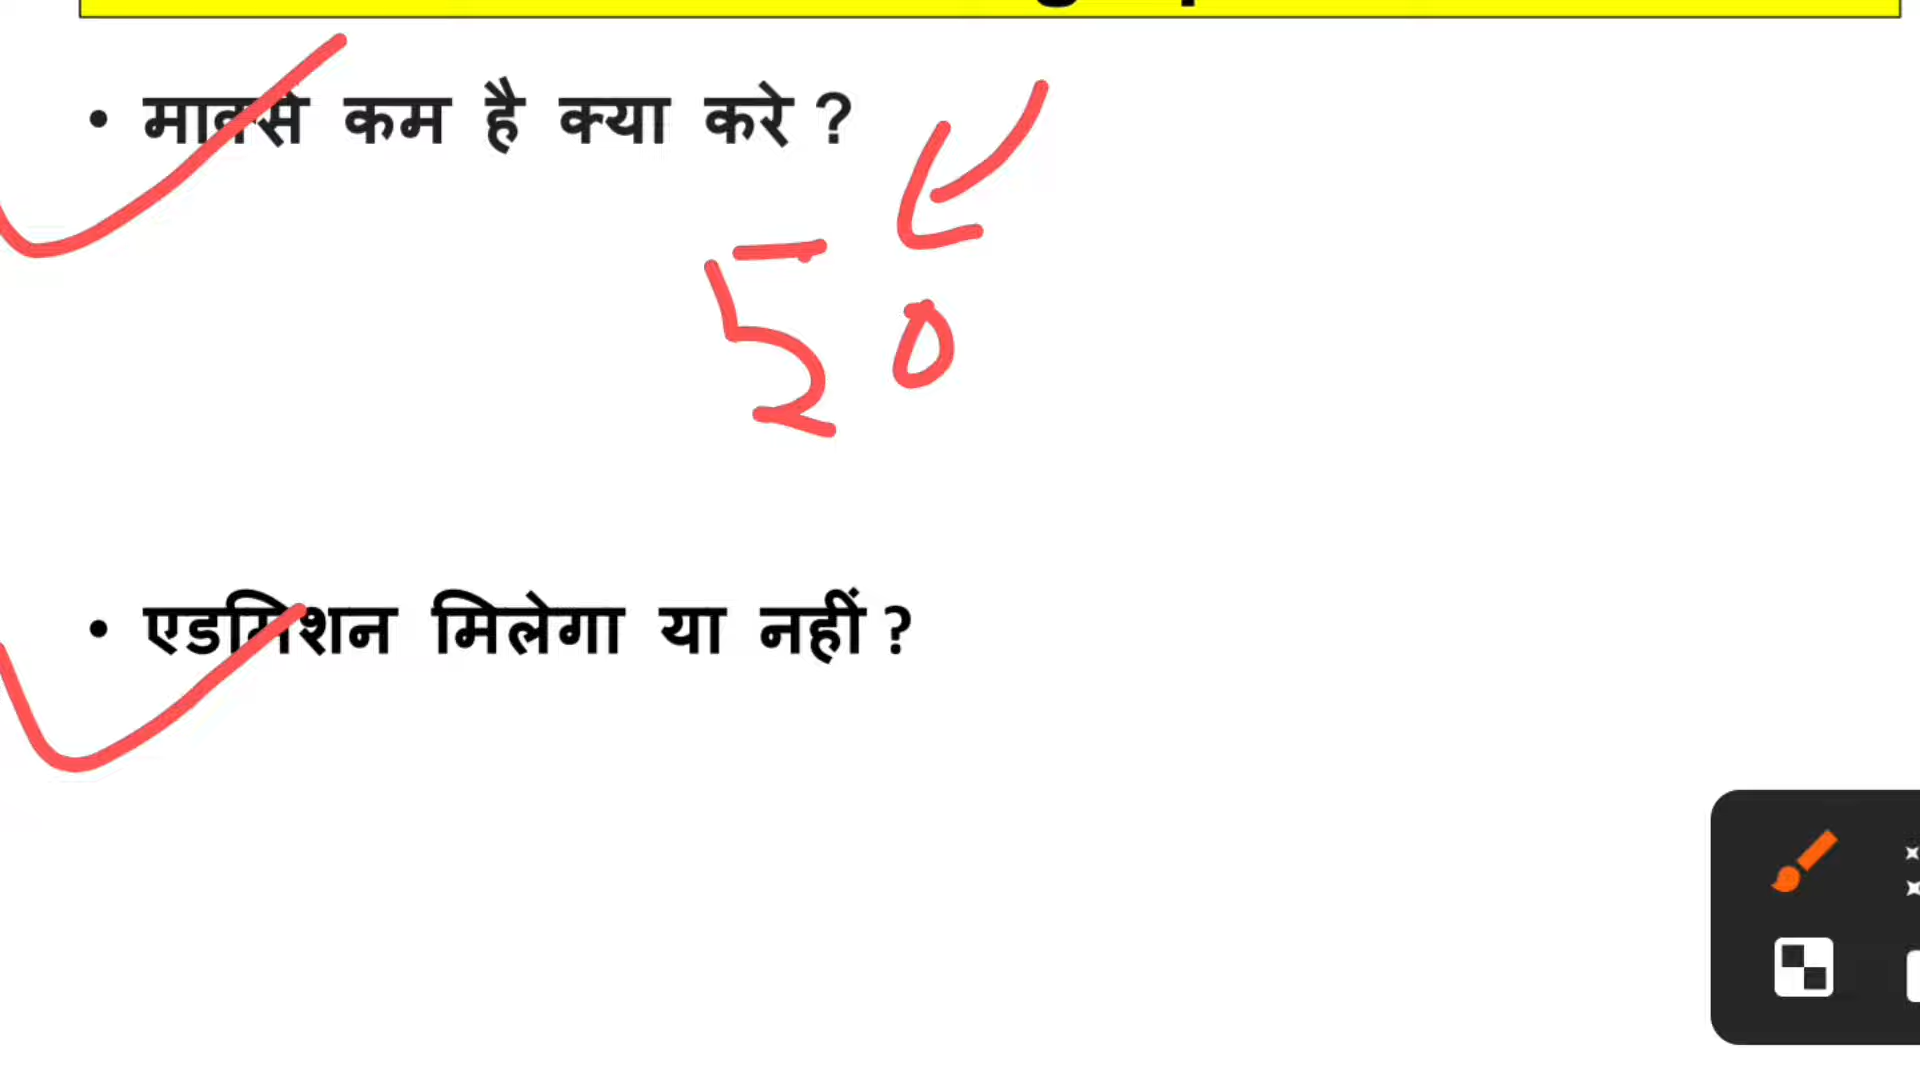 • मार्क्स कम है क्या करे ?
50
• एडमिशन मिलेगा या नहीं ?